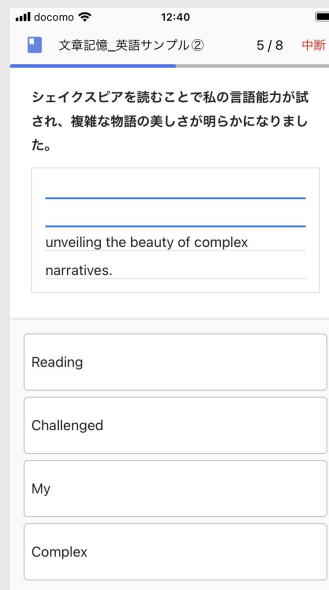 docomo 12:40
文章記憶_英語サンプル② 5 / 8 中断
シェイクスピアを読むことで私の言語能力が試
され、複雑な物語の美しさが明らかになりまし
た。
unveiling the beauty of complex
narratives.
Reading
Challenged
My
Complex